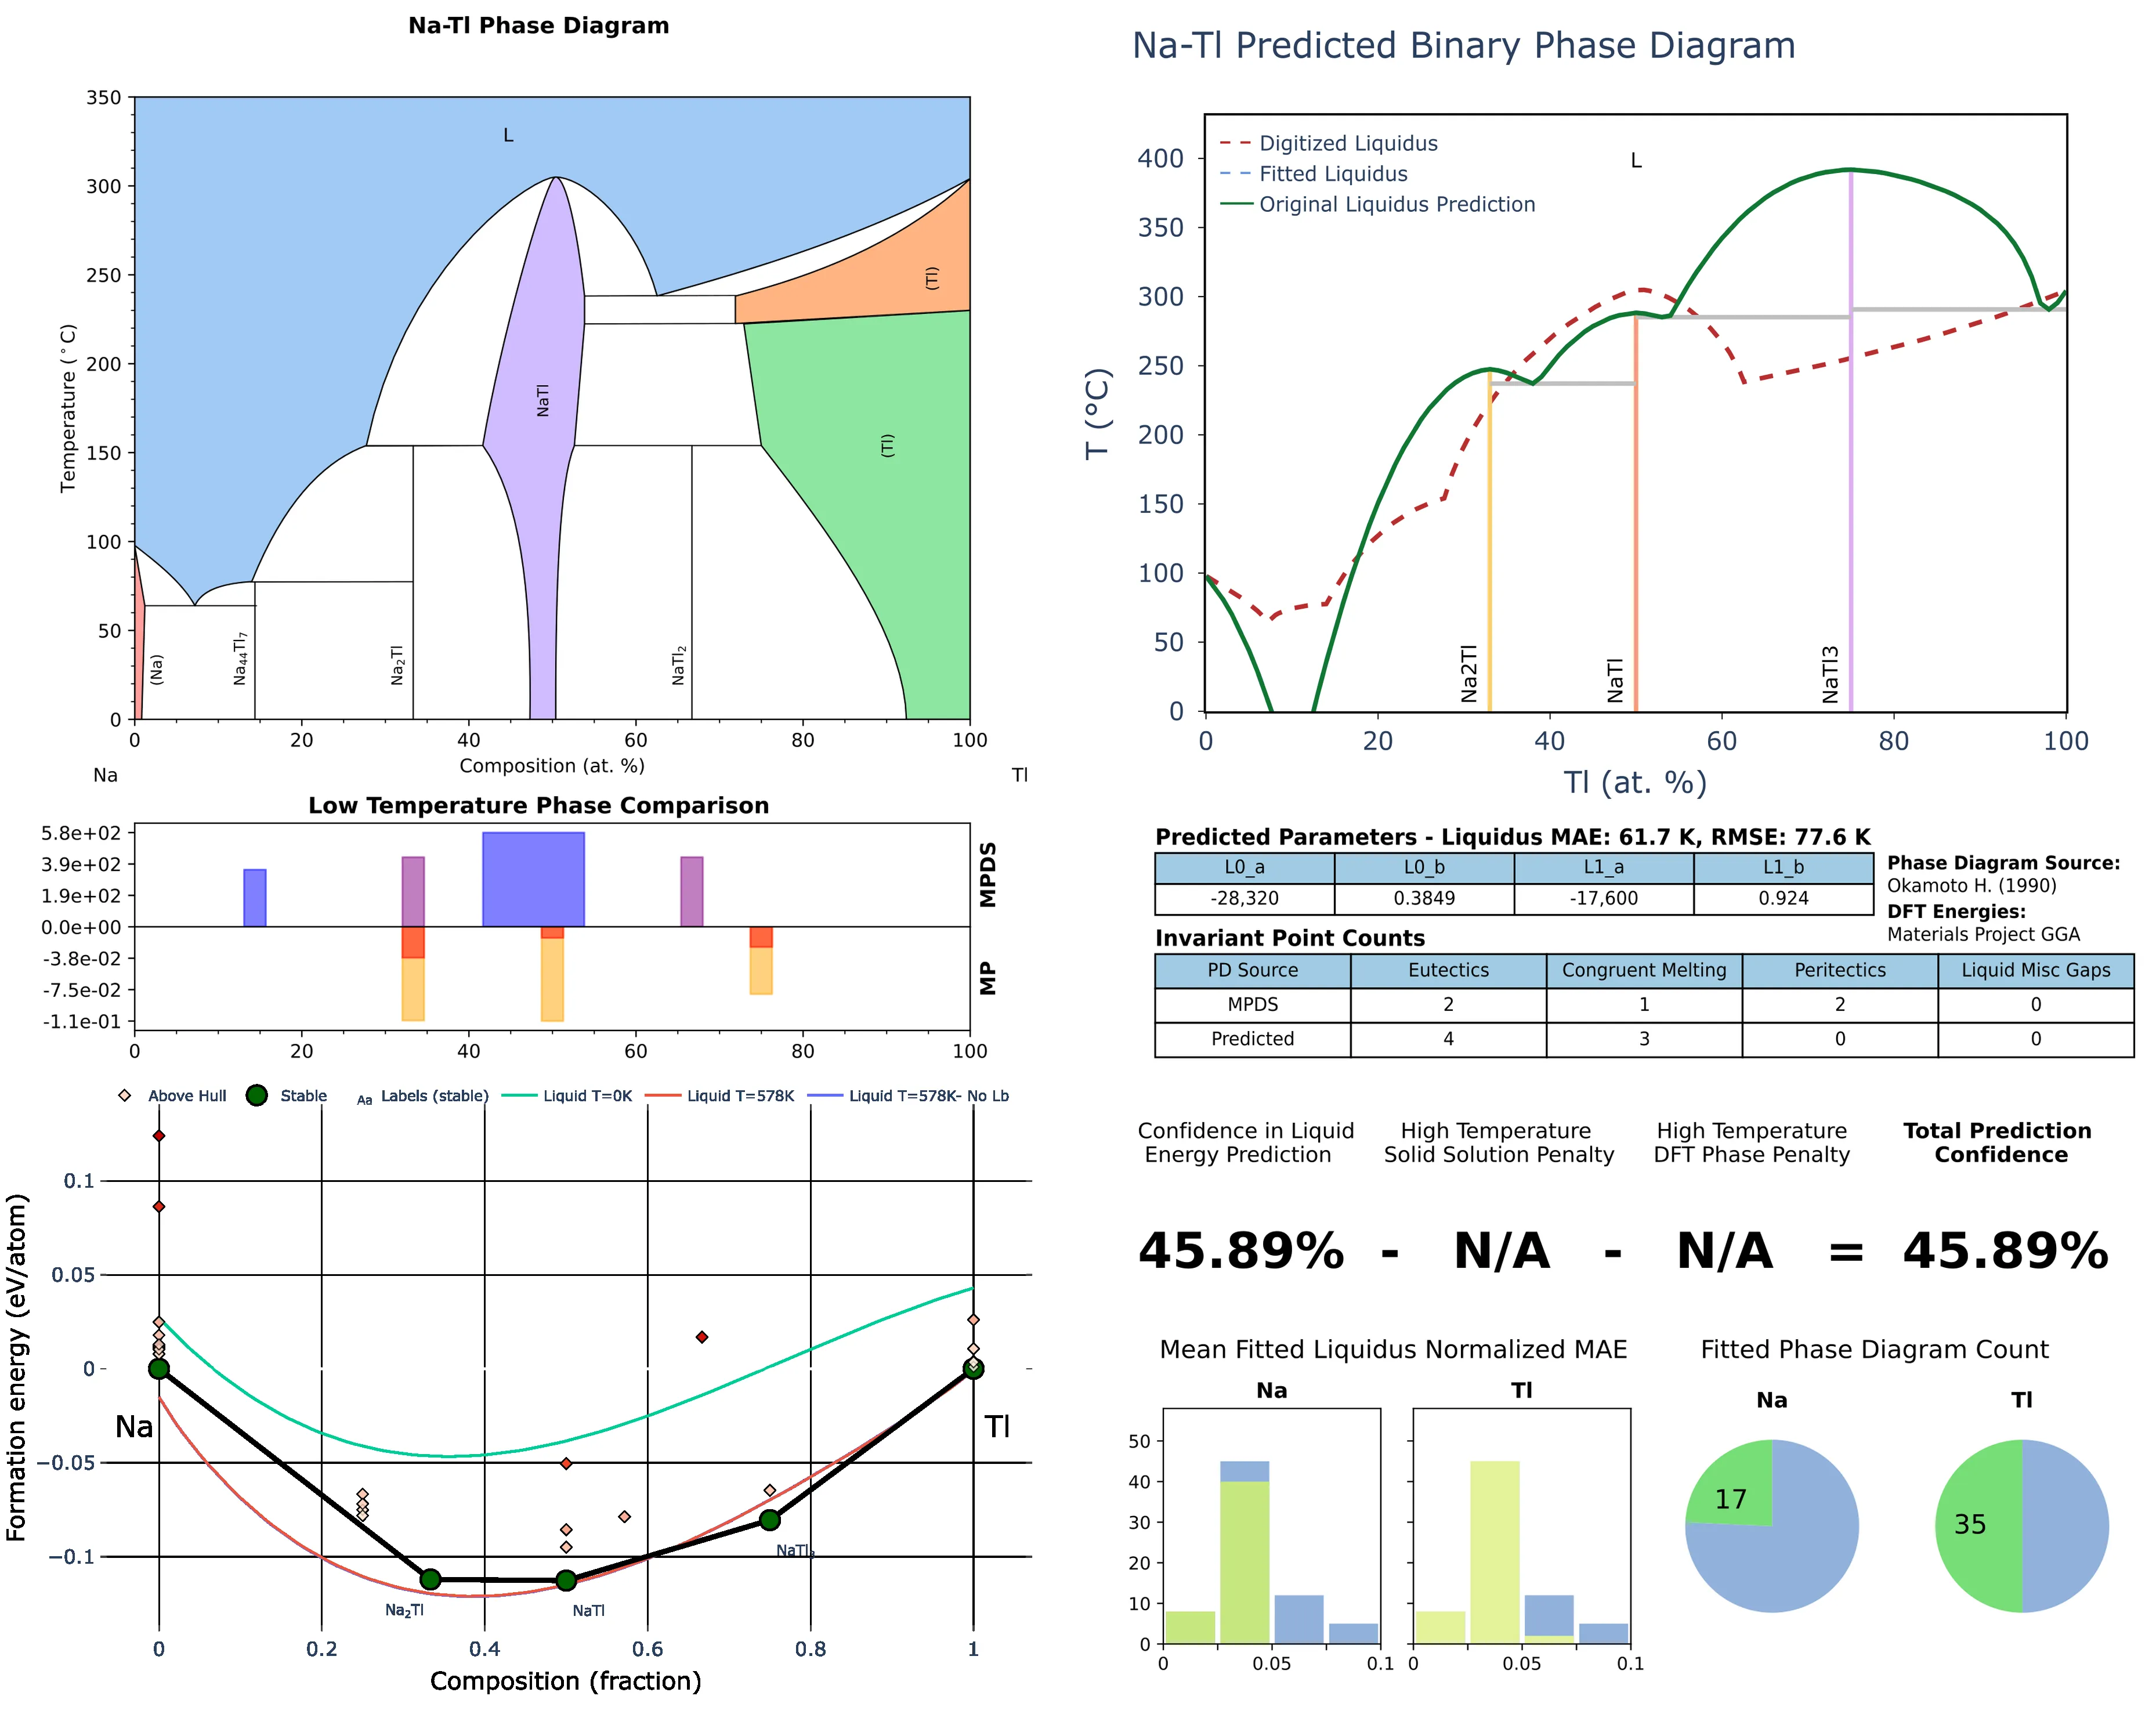 Na-Tl Phase Diagram
350
300
250
200
150
100
50
0
Temperature (°C)
L
NaTl
(Tl)
(Tl)
(Na)
Na44Tl7
Na2Tl
NaTl2
0 20 40 60 80 100
Composition (at. %)
Na Tl
Low Temperature Phase Comparison
5.8e+02
3.9e+02
1.9e+02
0.0e+00
-3.8e-02
-7.5e-02
-1.1e-01
MPDS
MP
0 20 40 60 80 100
Above Hull Stable Aa Labels (stable) Liquid T=0K Liquid T=578K Liquid T=578K- No Lb
0.1
0.05
0
−0.05
−0.1
Formation energy (eV/atom)
Na Tl
Na2Tl
NaTl
NaTl3
0 0.2 0.4 0.6 0.8 1
Composition (fraction)
Na-Tl Predicted Binary Phase Diagram
Digitized Liquidus
Fitted Liquidus
Original Liquidus Prediction
L
400
350
300
250
200
150
100
50
0
T (°C)
Na2Tl
NaTl
NaTl3
0 20 40 60 80 100
Tl (at. %)
Predicted Parameters - Liquidus MAE: 61.7 K, RMSE: 77.6 K
L0_a L0_b L1_a L1_b
-28,320 0.3849 -17,600 0.924
Phase Diagram Source:
Okamoto H. (1990)
DFT Energies:
Materials Project GGA
Invariant Point Counts
PD Source Eutectics Congruent Melting Peritectics Liquid Misc Gaps
MPDS 2 1 2 0
Predicted 4 3 0 0
Confidence in Liquid
Energy Prediction
High Temperature
Solid Solution Penalty
High Temperature
DFT Phase Penalty
Total Prediction
Confidence
45.89% - N/A - N/A = 45.89%
Mean Fitted Liquidus Normalized MAE
Na Tl
50
40
30
20
10
0
0 0.05 0.1
0 0.05 0.1
Fitted Phase Diagram Count
Na Tl
17
35